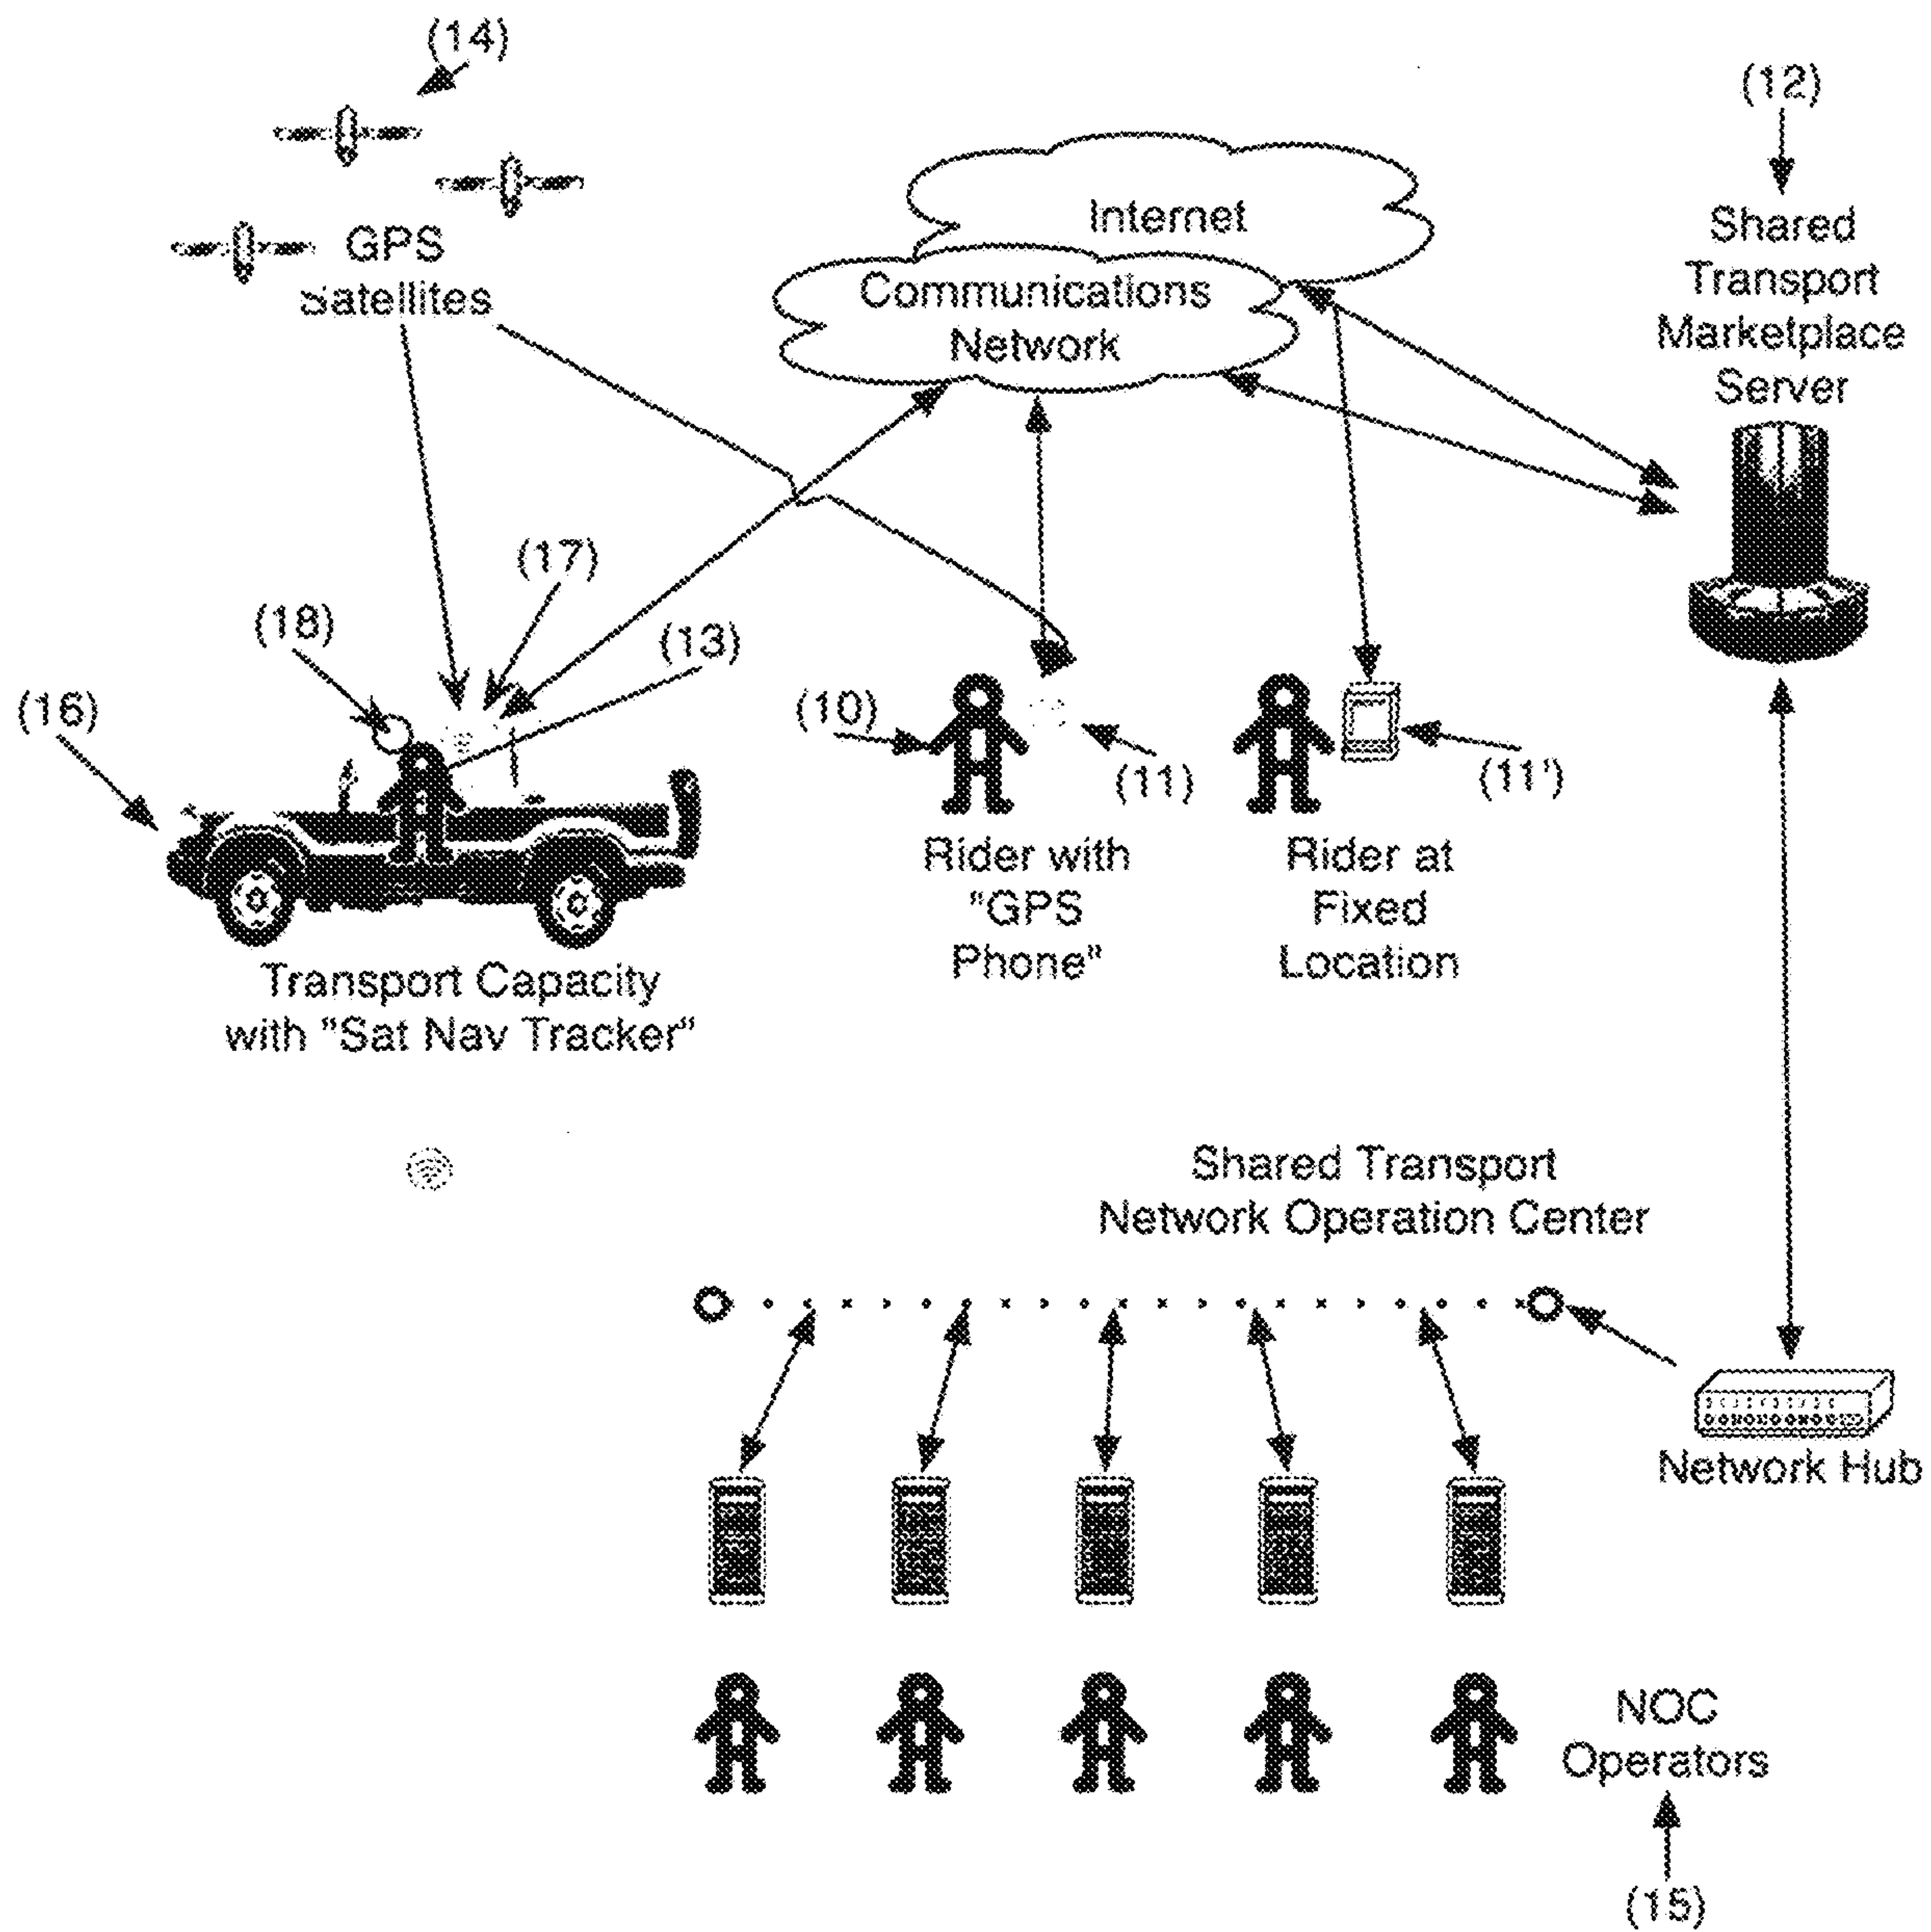 (14)
(12)
GPS
Satellites
Internet
Communications
Network
Shared
Transport
Marketplace
Server
(17)
(18)
(13)
(16)
(10)
(11)
(11')
Rider with
"GPS
Phone"
Rider at
Fixed
Location
Transport Capacity
with "Sat Nav Tracker"
Shared Transport
Network Operation Center
Network Hub
NOC
Operators
(15)